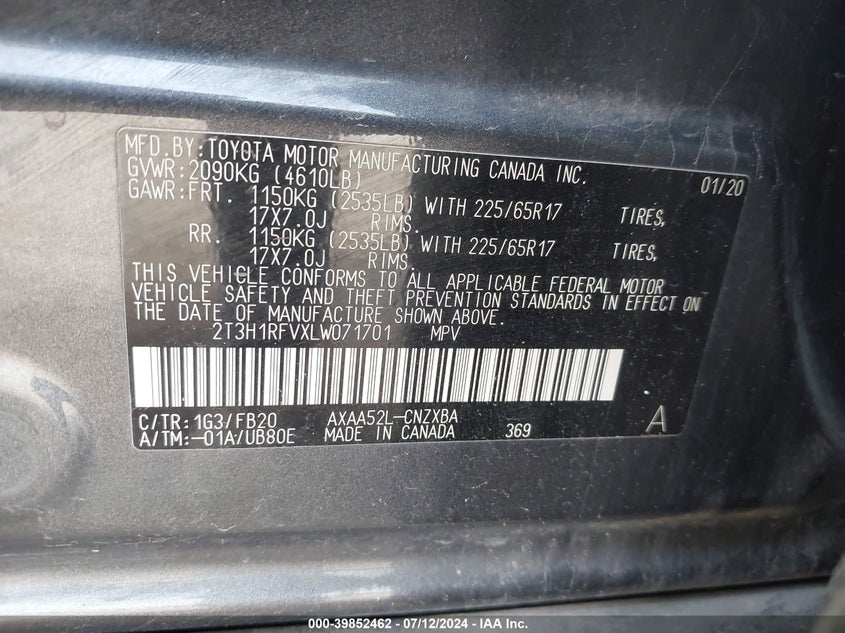 MFD. BY: TOYOTA MOTOR MANUFACTURING CANADA INC.
GVWR: 2090KG (4610LB) 01/20
GAWR: FRT. 1150KG (2535LB) WITH 225/65R17 TIRES,
17X7.0J RIMS.
RR. 1150KG (2535LB) WITH 225/65R17 TIRES,
17X7.0J RIMS.
THIS VEHICLE CONFORMS TO ALL APPLICABLE FEDERAL MOTOR
VEHICLE SAFETY AND THEFT PREVENTION STANDARDS IN EFFECT ON
THE DATE OF MANUFACTURE SHOWN ABOVE.
2T3H1RFVXLW071701 MPV
C/TR: 1G3/FB20 AXAA52L-CNZXBA
A/TM: -01A/UB80E MADE IN CANADA 369 A
000-39852462 - 07/12/2024 - IAA Inc.